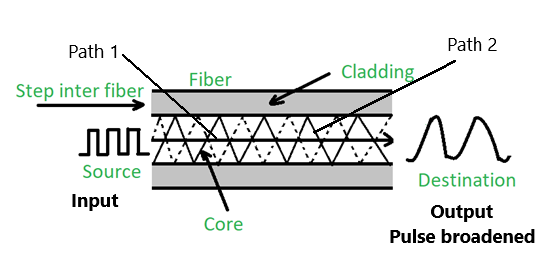 Path 1
Path 2
Fiber
Cladding
Step inter fiber
Source
Input
Core
Destination
Output
Pulse broadened